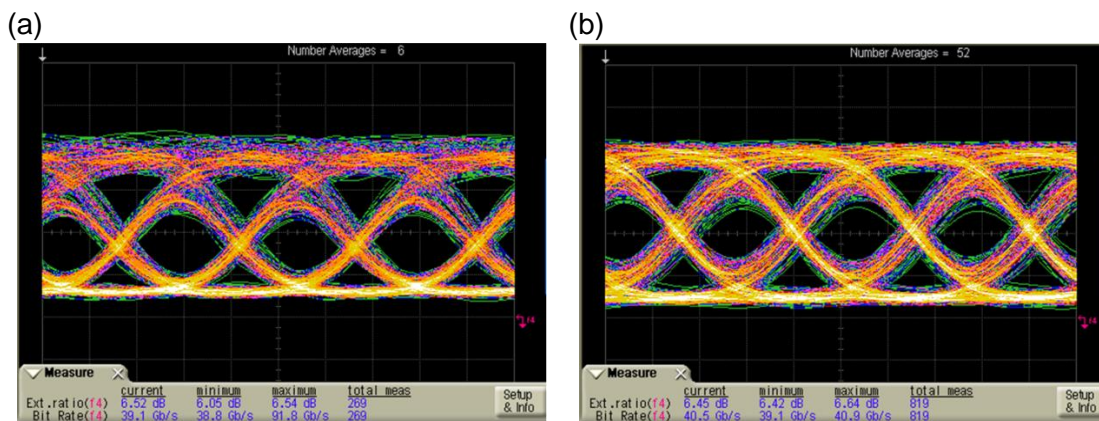 (a)
Number Averages = 6
f4
Measure
current minimum maximum total meas
Ext.ratio(f4) 6.52 dB 6.05 dB 6.54 dB 269
Bit Rate(f4) 39.1 Gb/s 38.8 Gb/s 91.8 Gb/s 269
Setup
& Info
(b)
Number Averages = 52
f4
Measure
current minimum maximum total meas
Ext.ratio(f4) 6.45 dB 6.42 dB 6.64 dB 819
Bit Rate(f4) 40.5 Gb/s 39.1 Gb/s 40.9 Gb/s 819
Setup
& Info